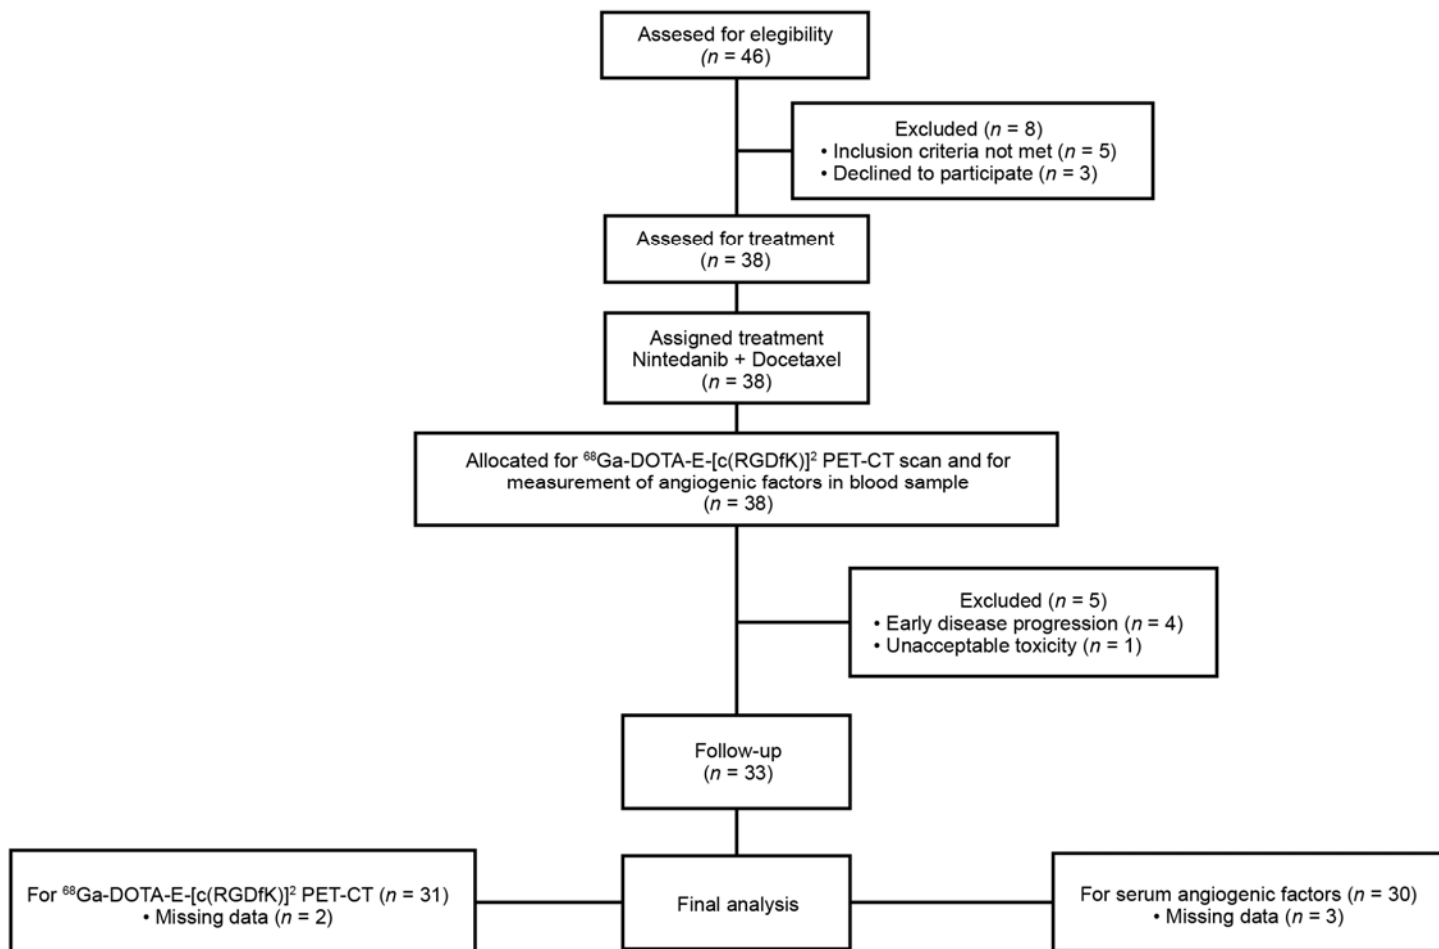 Assesed for elegibility
(n = 46)
Excluded (n = 8)
• Inclusion criteria not met (n = 5)
• Declined to participate (n = 3)
Assesed for treatment
(n = 38)
Assigned treatment
Nintedanib + Docetaxel
(n = 38)
Allocated for ⁶⁸Ga-DOTA-E-[c(RGDfK)]² PET-CT scan and for
measurement of angiogenic factors in blood sample
(n = 38)
Excluded (n = 5)
• Early disease progression (n = 4)
• Unacceptable toxicity (n = 1)
Follow-up
(n = 33)
For ⁶⁸Ga-DOTA-E-[c(RGDfK)]² PET-CT (n = 31)
• Missing data (n = 2)
Final analysis
For serum angiogenic factors (n = 30)
• Missing data (n = 3)